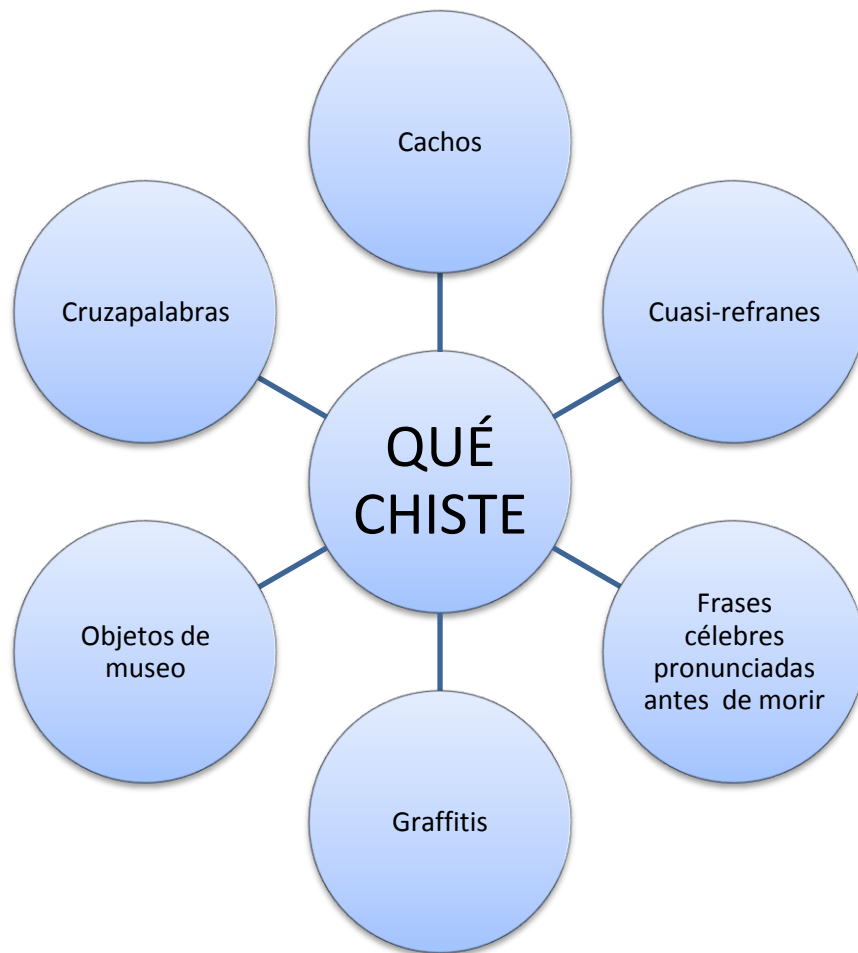 Cachos
Cruzapalabras
Cuasi-refranes
QUÉ
CHISTE
Objetos de
museo
Frases
célebres
pronunciadas
antes de morir
Graffitis